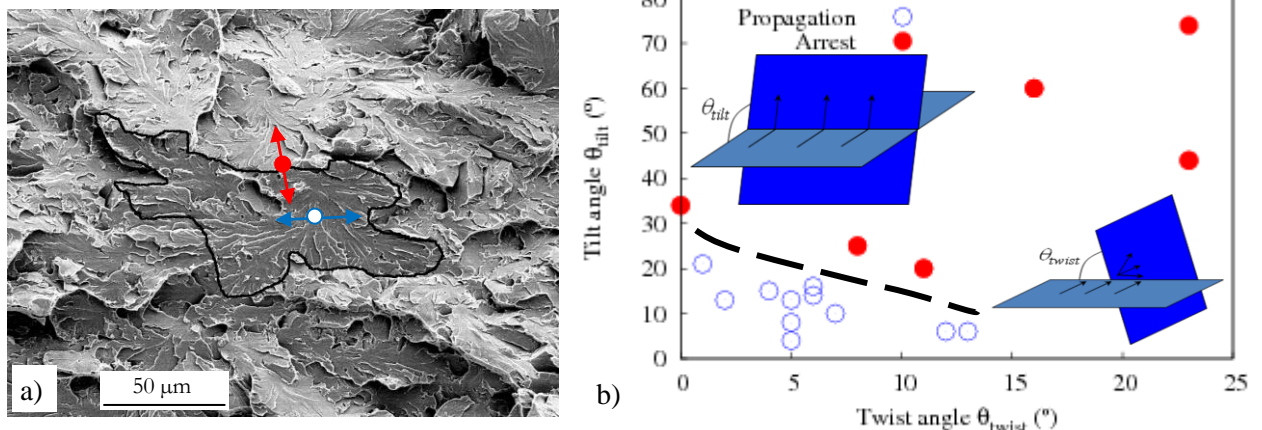 a)
50 μm
b)
80
70
60
50
40
30
20
10
0
Tilt angle θtilt (°)
Propagation
Arrest
θtilt
θtwist
0 5 10 15 20 25
Twist angle θtwist (°)